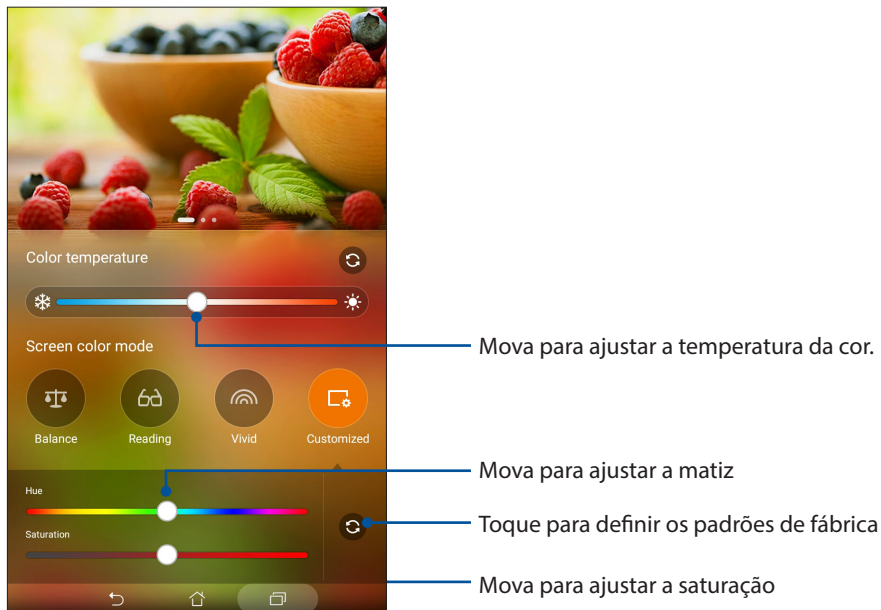 Color temperature
Mova para ajustar a temperatura da cor.
Screen color mode
Balance Reading Vivid Customized
Mova para ajustar a matiz
Hue
Toque para definir os padrões de fábrica
Saturation
Mova para ajustar a saturação